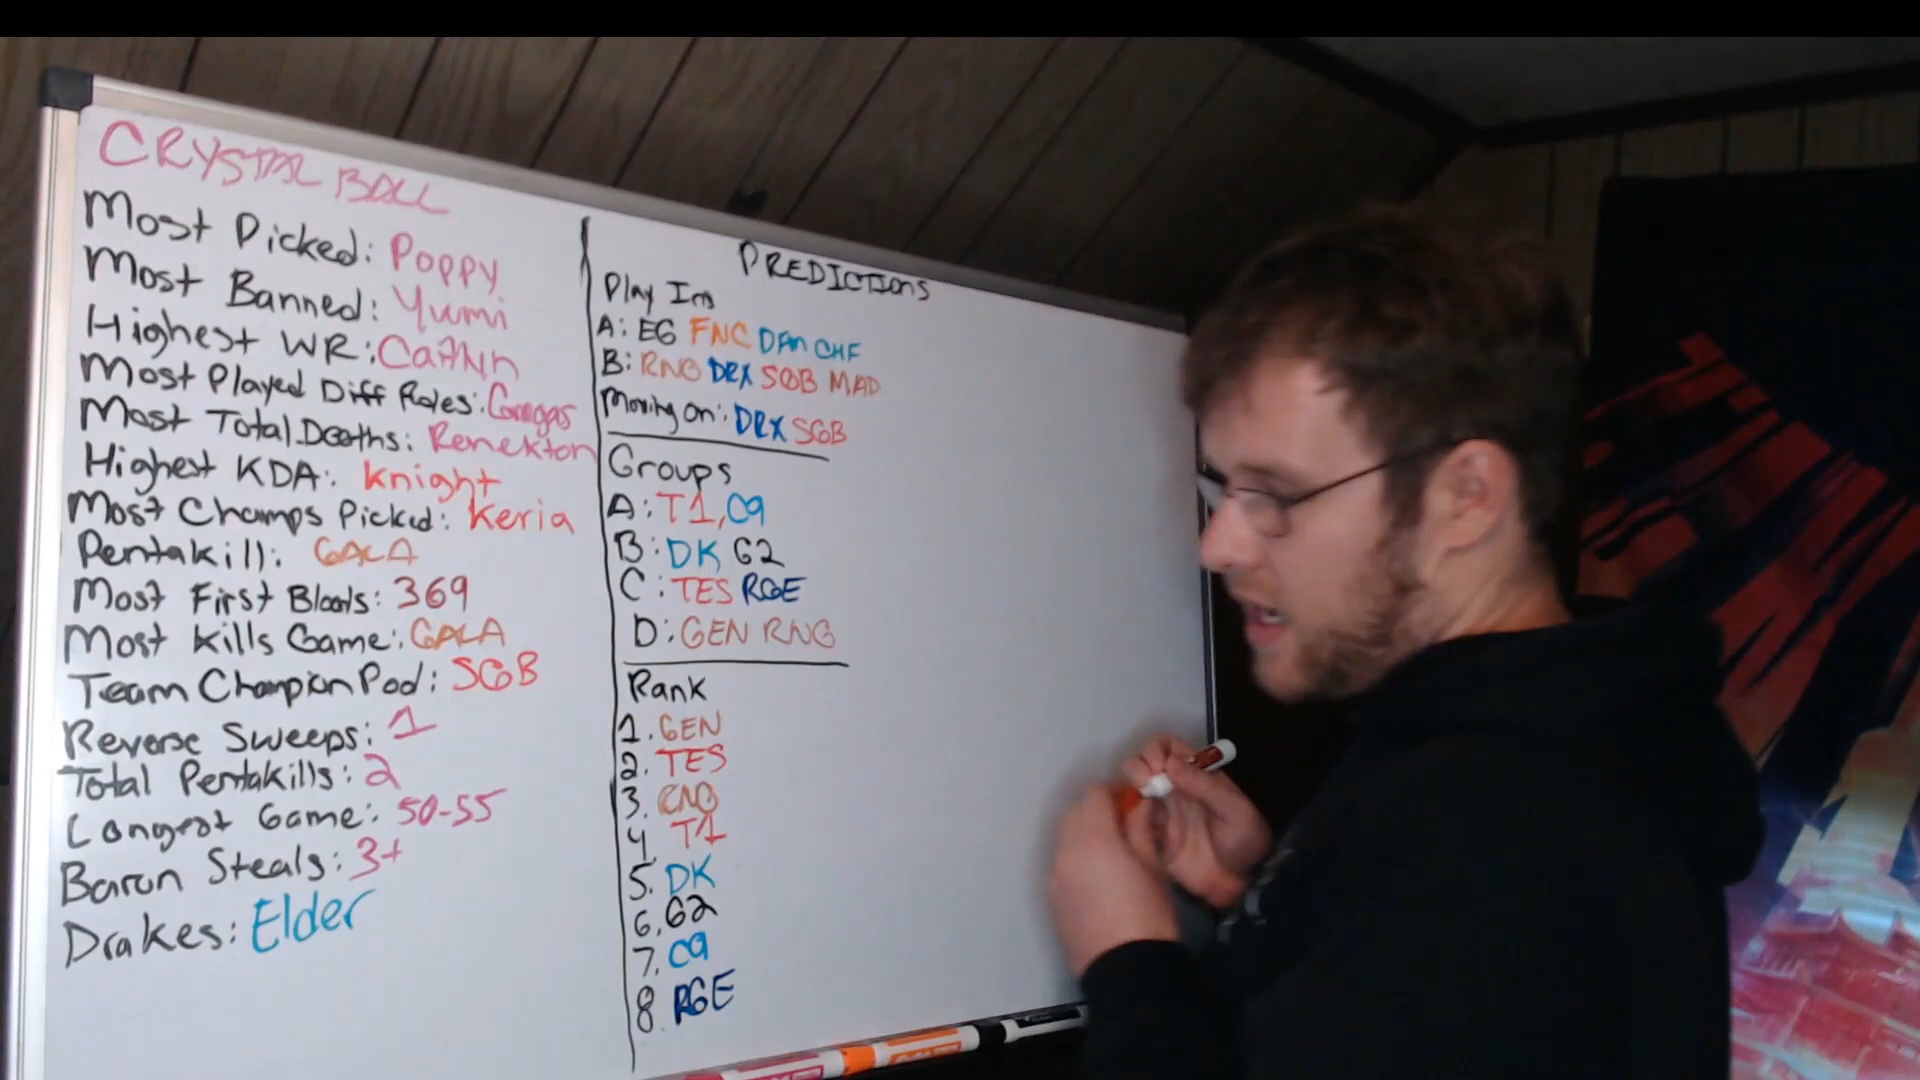 CRYSTAL BALL
Most Picked: Poppy
Most Banned: Yumi
Highest WR: Caitlyn
Most Played Diff Roles: Gragas
Most Total Deaths: Renekton
Highest KDA: Knight
Most Champs Picked: Keria
Pentakill: GALA
Most First Bloods: 369
Most Kills Game: GALA
Team Champion Pool: SGB
Reverse Sweeps: 1
Total Pentakills: 2
Longest Game: 50-55
Baron Steals: 3+
Drakes: Elder
PREDICTIONS
Play Ins
A: EG FNC DFM CHF
B: RNG DRX SGB MAD
Moving on: DRX SGB
Groups
A: T1, C9
B: DK G2
C: TES RGE
D: GEN RNG
Rank
1. GEN
2. TES
3. RNG
4 T1
5. DK
6. G2
7. C9
8. RGE